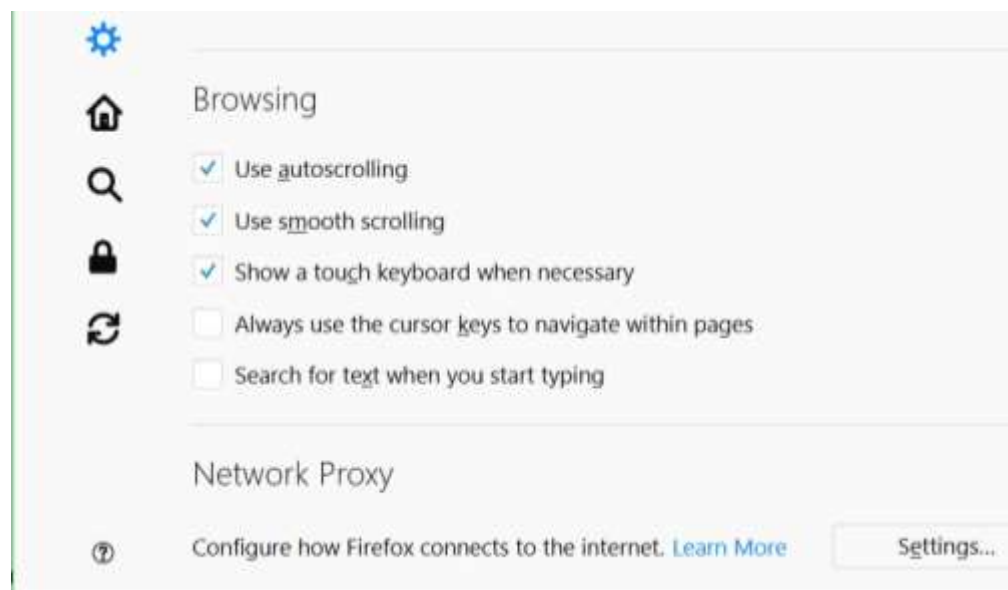 Browsing
Use autoscrolling
Use smooth scrolling
Show a touch keyboard when necessary
Always use the cursor keys to navigate within pages
Search for text when you start typing
Network Proxy
Configure how Firefox connects to the internet. Learn More Settings...